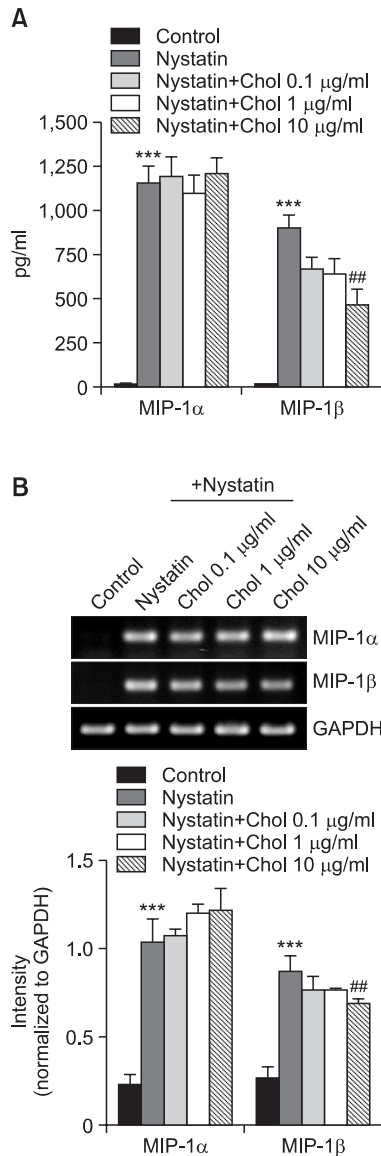 A
Control
Nystatin
Nystatin+Chol 0.1 μg/ml
Nystatin+Chol 1 μg/ml
Nystatin+Chol 10 μg/ml
pg/ml
1,500
1,250
1,000
750
500
250
0
***
***
##
MIP-1α MIP-1β
B
+Nystatin
Control
Nystatin
Chol 0.1 μg/ml
Chol 1 μg/ml
Chol 10 μg/ml
MIP-1α
MIP-1β
GAPDH
Control
Nystatin
Nystatin+Chol 0.1 μg/ml
Nystatin+Chol 1 μg/ml
Nystatin+Chol 10 μg/ml
Intensity
(normalized to GAPDH)
1.5
1.0
0.5
0
***
***
##
MIP-1α MIP-1β